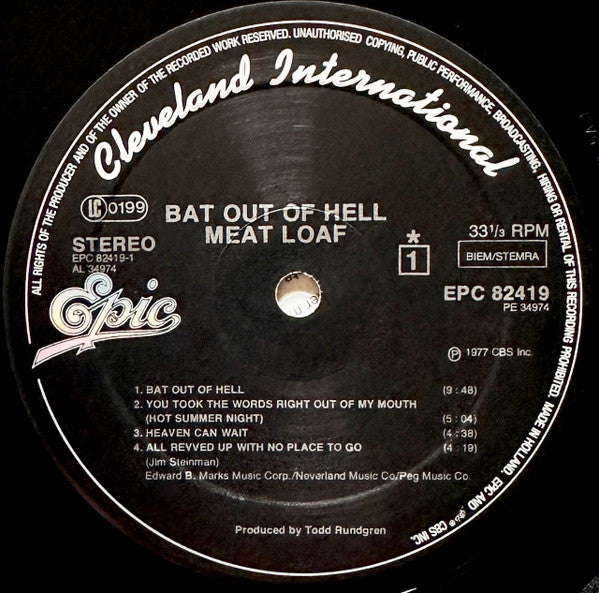 ALL RIGHTS OF THE PRODUCER AND OF THE OWNER OF THE RECORDED WORK RESERVED. UNAUTHORISED COPYING, PUBLIC PERFORMANCE, BROADCASTING, HIRING OR RENTAL OF THIS RECORDING PROHIBITED. MADE IN HOLLAND. EPIC AND CBS INC.
Cleveland International
LC 0199
BAT OUT OF HELL
MEAT LOAF
STEREO
EPC 82419-1
AL 34974
*
1
33 1/3 RPM
BIEM/STEMRA
Epic
EPC 82419
PE 34974
℗ 1977 CBS Inc.
1. BAT OUT OF HELL (9:48)
2. YOU TOOK THE WORDS RIGHT OUT OF MY MOUTH
(HOT SUMMER NIGHT) (5:04)
3. HEAVEN CAN WAIT (4:38)
4. ALL REVVED UP WITH NO PLACE TO GO (4:19)
(Jim Steinman)
Edward B. Marks Music Corp./Neverland Music Co/Peg Music Co
Produced by Todd Rundgren